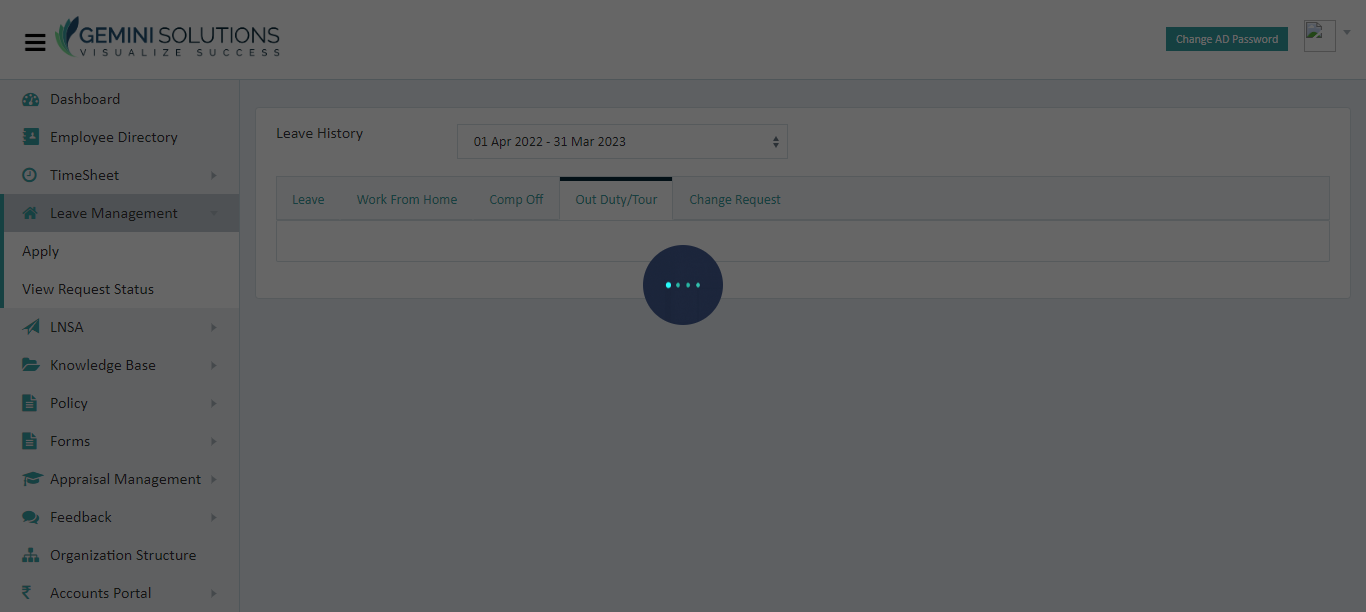 GEMINI SOLUTIONS
VISUALIZE SUCCESS
Change AD Password
Dashboard
Employee Directory
TimeSheet
Leave Management
Apply
View Request Status
LNSA
Knowledge Base
Policy
Forms
Appraisal Management
Feedback
Organization Structure
₹ Accounts Portal
Leave History
01 Apr 2022 - 31 Mar 2023
Leave Work From Home Comp Off Out Duty/Tour Change Request